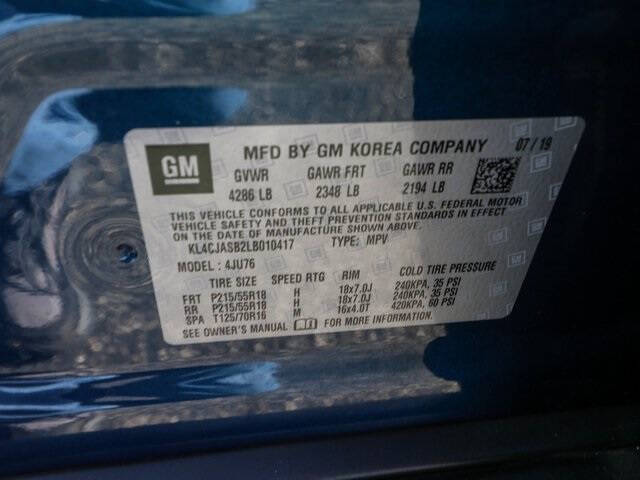 GM
MFD BY GM KOREA COMPANY 07/19
GVWR GAWR FRT GAWR RR
4286 LB 2348 LB 2194 LB
THIS VEHICLE CONFORMS TO ALL APPLICABLE U.S. FEDERAL MOTOR
VEHICLE SAFETY AND THEFT PREVENTION STANDARDS IN EFFECT ON
THE DATE OF MANUFACTURE SHOWN ABOVE.
KL4CJASB2LB010417 TYPE: MPV
MODEL: 4JU76
TIRE SIZE SPEED RTG RIM COLD TIRE PRESSURE
FRT P215/55R18 H 18x7.0J 240KPA, 35 PSI
RR P215/55R18 H 18x7.0J 240KPA, 35 PSI
SPA T125/70R16 M 16x4.0T 420KPA, 60 PSI
SEE OWNER'S MANUAL FOR MORE INFORMATION.